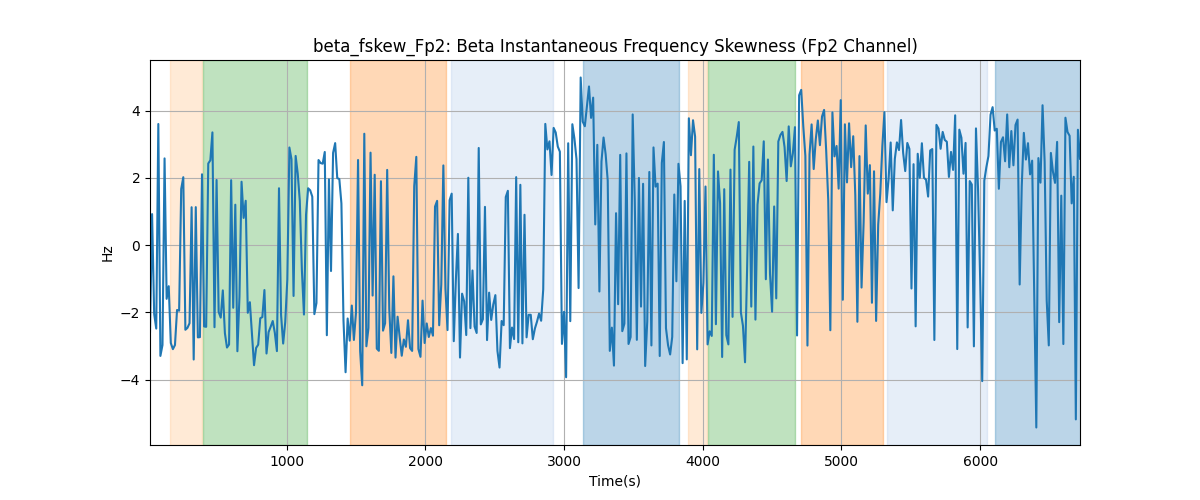 beta_fskew_Fp2: Beta Instantaneous Frequency Skewness (Fp2 Channel)
Hz
4
2
0
−2
−4
1000 2000 3000 4000 5000 6000
Time(s)